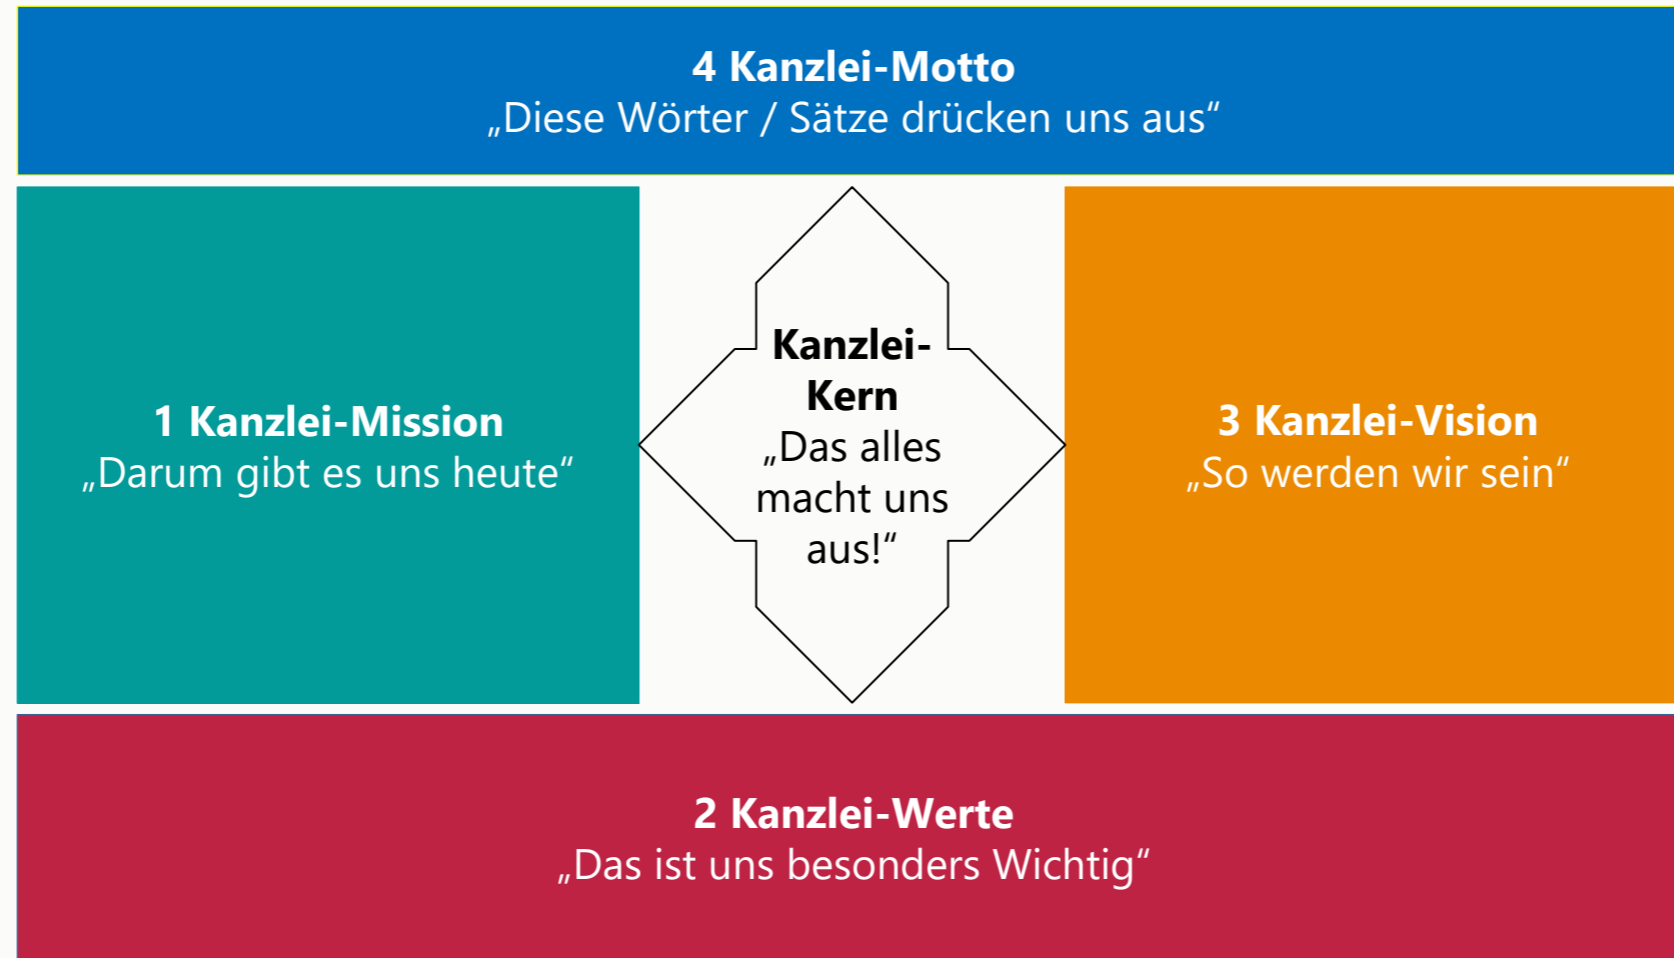 4 Kanzlei-Motto
„Diese Wörter / Sätze drücken uns aus“
1 Kanzlei-Mission
„Darum gibt es uns heute“
Kanzlei-
Kern
„Das alles
macht uns
aus!“
3 Kanzlei-Vision
„So werden wir sein“
2 Kanzlei-Werte
„Das ist uns besonders Wichtig“